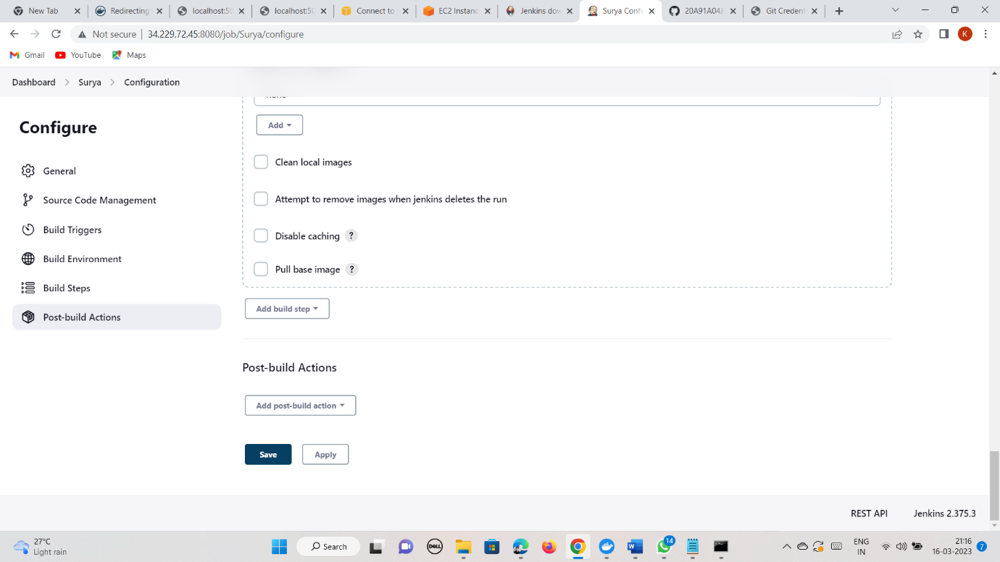 New Tab
Redirecting
localhost:50
localhost:50
Connect to
EC2 Instanc
Jenkins dow
Surya Confi
20A91A04J
Git Credent
Not secure
34.229.72.45:8080/job/Surya/configure
K
Gmail
YouTube
Maps
Dashboard
Surya
Configuration
Configure
General
Source Code Management
Build Triggers
Build Environment
Build Steps
Post-build Actions
Add
Clean local images
Attempt to remove images when jenkins deletes the run
Disable caching ?
Pull base image ?
Add build step
Post-build Actions
Add post-build action
Save
Apply
REST API
Jenkins 2.375.3
27°C
Light rain
Search
DELL
14
ENG
IN
21:16
16-03-2023
7